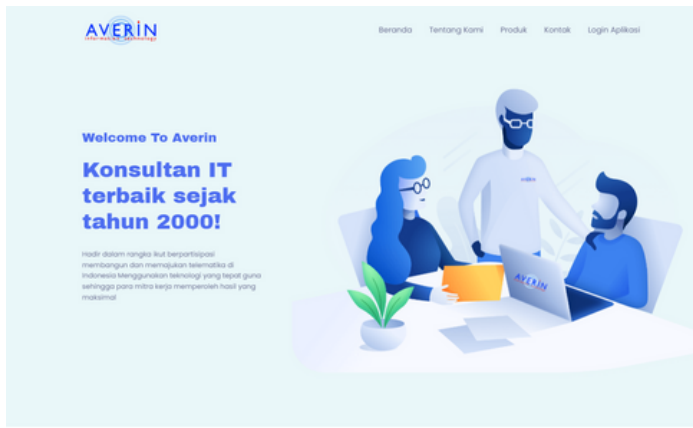 AVERIN
Beranda Tentang Kami Produk Kontak Login Aplikasi
Welcome To Averin
Konsultan IT
terbaik sejak
tahun 2000!
Hadir dalam rangka ikut berpartisipasi
membangun dan memajukan telematika di
Indonesia Menggunakan teknologi yang tepat guna
sehingga para mitra kerja memperoleh hasil yang
maksimal
AVERIN
AVERIN